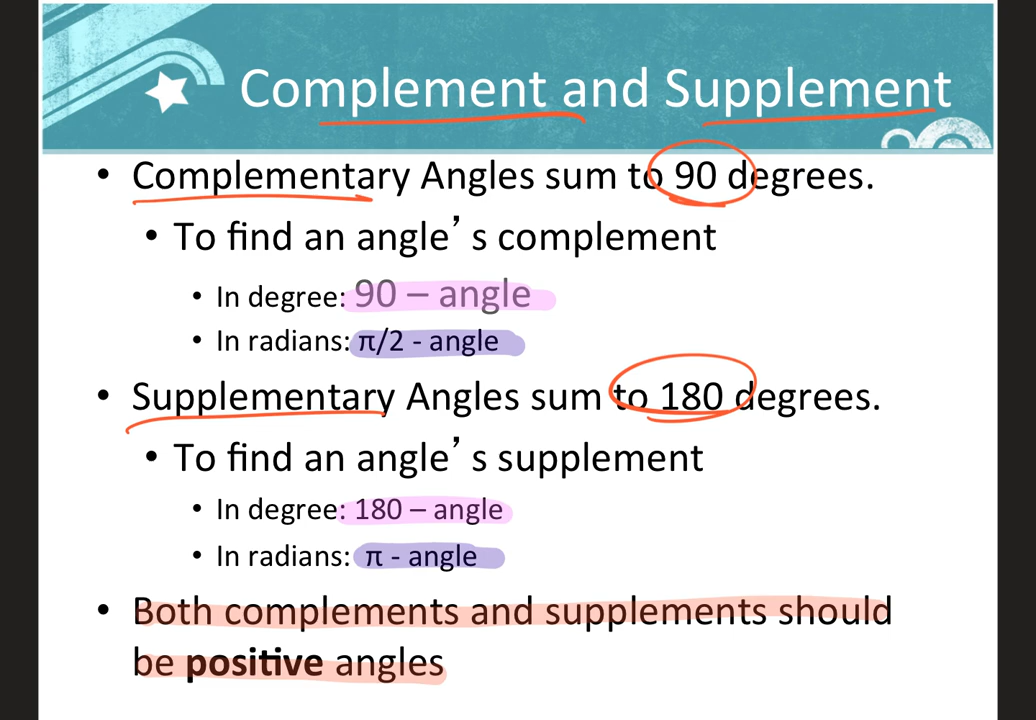 Complement and Supplement
• Complementary Angles sum to 90 degrees.
• To find an angle’s complement
• In degree: 90 – angle
• In radians: π/2 - angle
• Supplementary Angles sum to 180 degrees.
• To find an angle’s supplement
• In degree: 180 – angle
• In radians: π - angle
• Both complements and supplements should
be positive angles